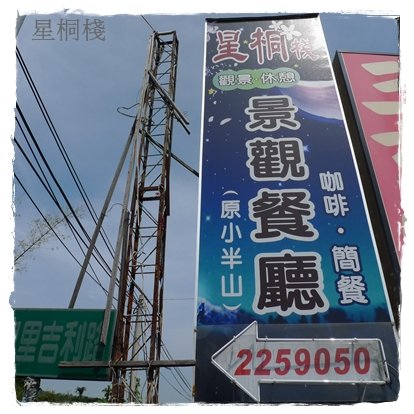 星桐棧
星桐棧
觀景·休憩
景觀餐廳
(原小半山)
咖啡·簡餐
2259050
里吉利路